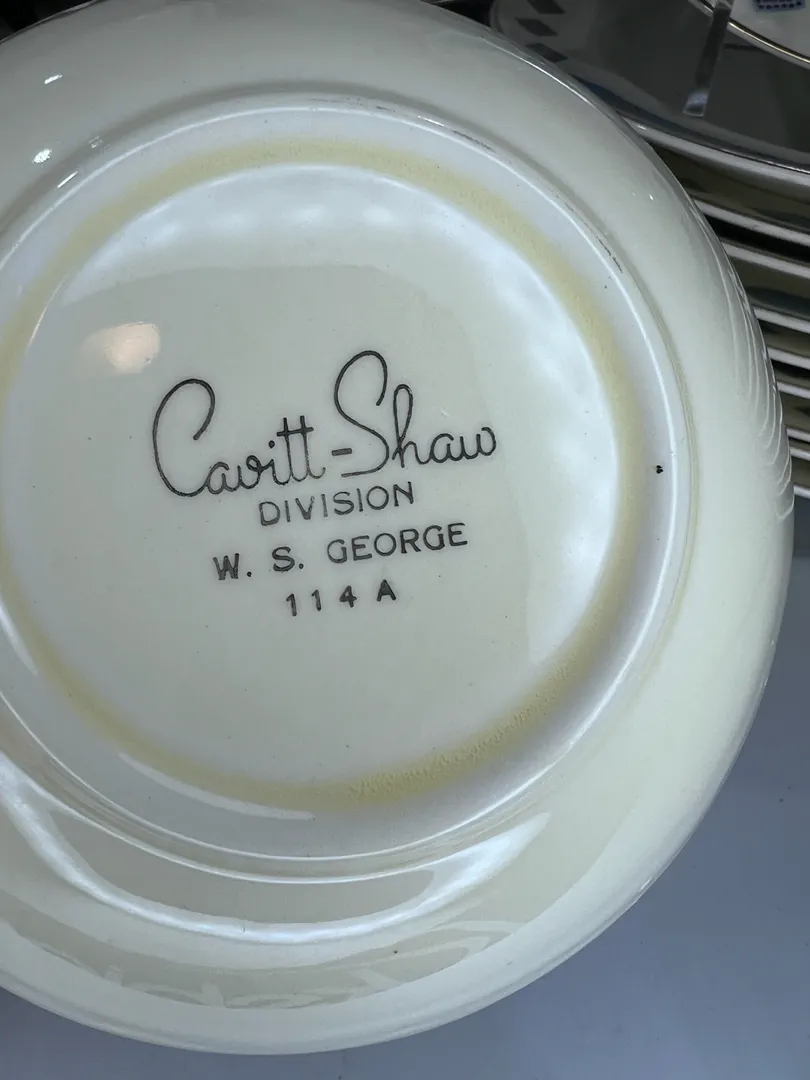 Cavitt-Shaw
DIVISION
W. S. GEORGE
114 A